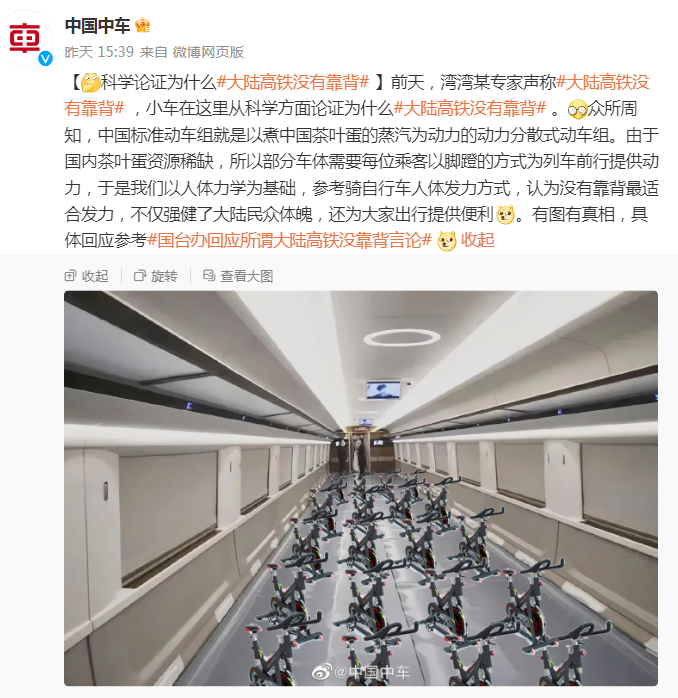 中国中车
昨天 15:39 来自 微博网页版
【科学论证为什么#大陆高铁没有靠背# 】前天，湾湾某专家声称#大陆高铁没
有靠背# ，小车在这里从科学方面论证为什么#大陆高铁没有靠背# 。众所周
知，中国标准动车组就是以煮中国茶叶蛋的蒸汽为动力的动力分散式动车组。由于
国内茶叶蛋资源稀缺，所以部分车体需要每位乘客以脚蹬的方式为列车前行提供动
力，于是我们以人体力学为基础，参考骑自行车人体发力方式，认为没有靠背最适
合发力，不仅强健了大陆民众体魄，还为大家出行提供便利。有图有真相，具
体回应参考#国台办回应所谓大陆高铁没靠背言论# 收起
收起 旋转 查看大图
@中国中车